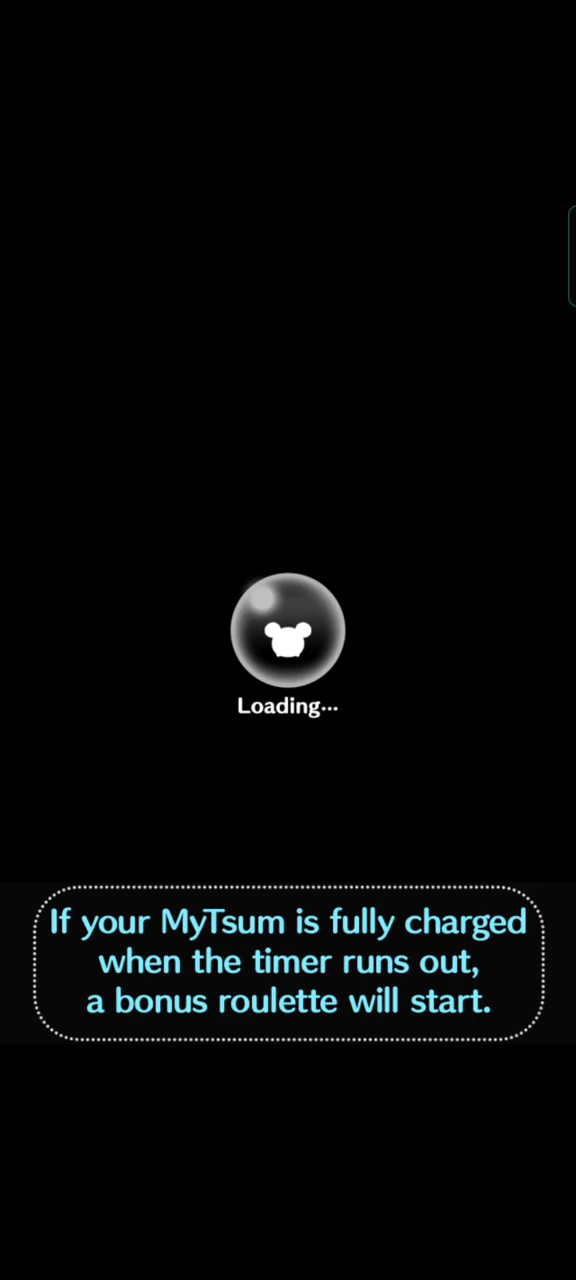 Loading···
If your MyTsum is fully charged
when the timer runs out,
a bonus roulette will start.